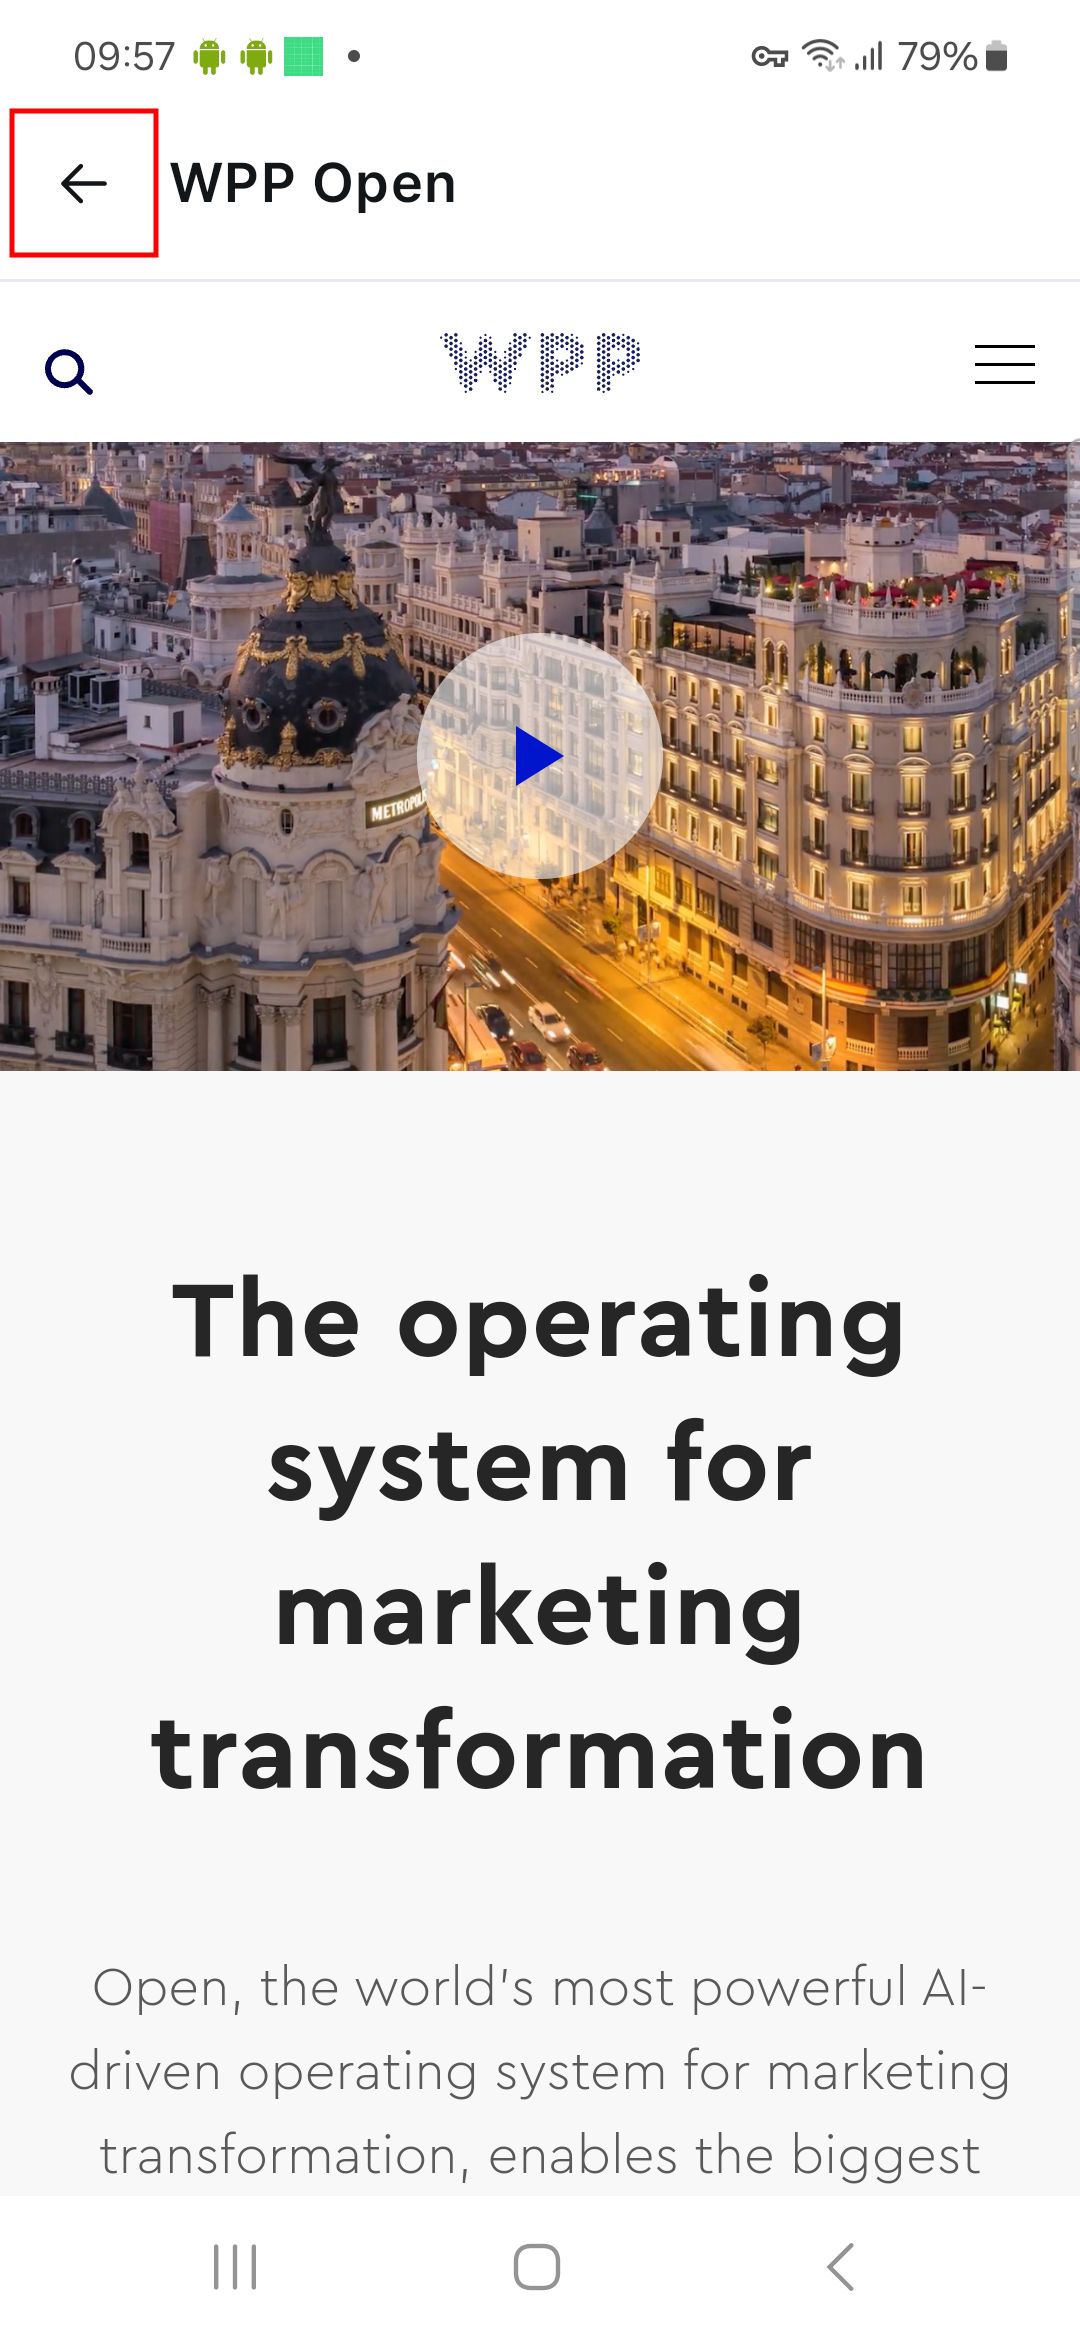 09:57
79%
WPP Open
WPP
METROPOLIS
The operating
system for
marketing
transformation
Open, the world's most powerful AI-
driven operating system for marketing
transformation, enables the biggest